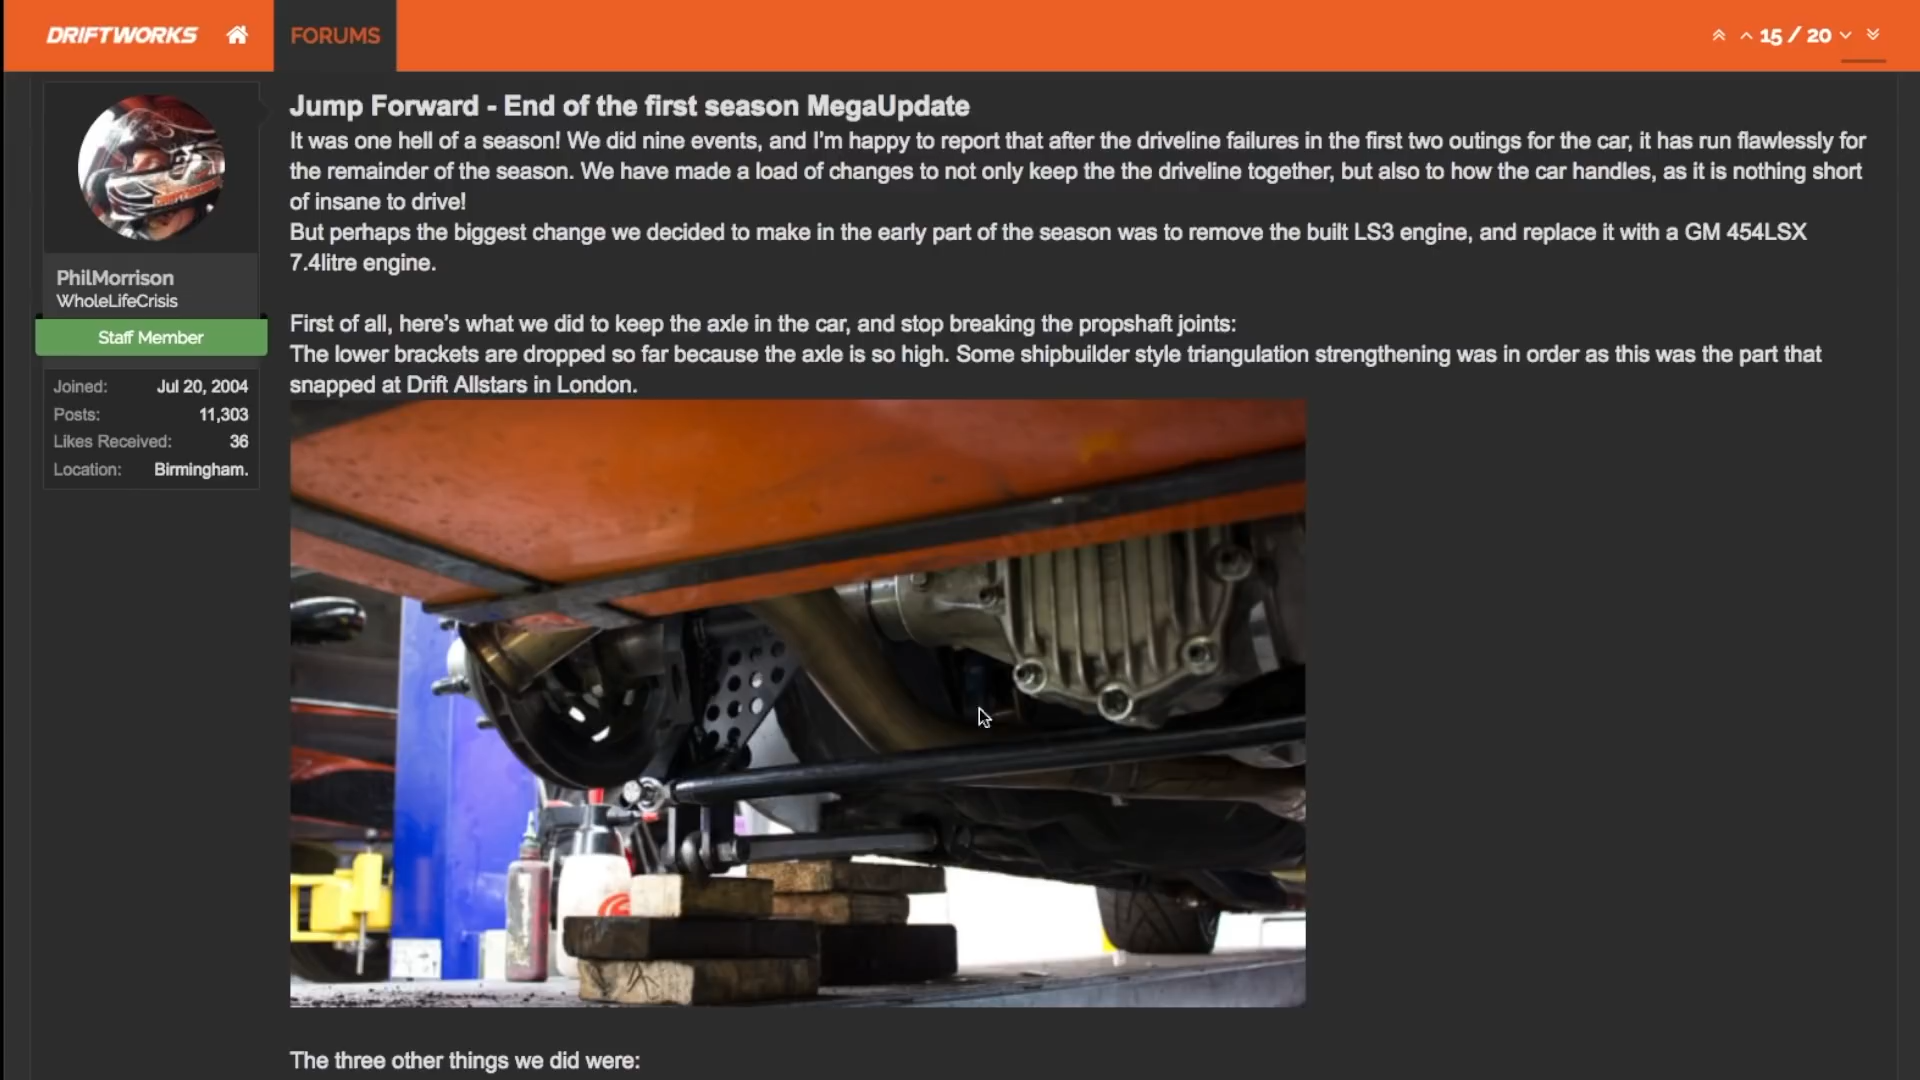 DRIFTWORKS FORUMS 15 / 20
Jump Forward - End of the first season MegaUpdate
It was one hell of a season! We did nine events, and I'm happy to report that after the driveline failures in the first two outings for the car, it has run flawlessly for
the remainder of the season. We have made a load of changes to not only keep the the driveline together, but also to how the car handles, as it is nothing short
of insane to drive!
But perhaps the biggest change we decided to make in the early part of the season was to remove the built LS3 engine, and replace it with a GM 454LSX
7.4litre engine.
First of all, here's what we did to keep the axle in the car, and stop breaking the propshaft joints:
The lower brackets are dropped so far because the axle is so high. Some shipbuilder style triangulation strengthening was in order as this was the part that
snapped at Drift Allstars in London.
The three other things we did were:
PhilMorrison
WholeLifeCrisis
Staff Member
Joined: Jul 20, 2004
Posts: 11,303
Likes Received: 36
Location: Birmingham.